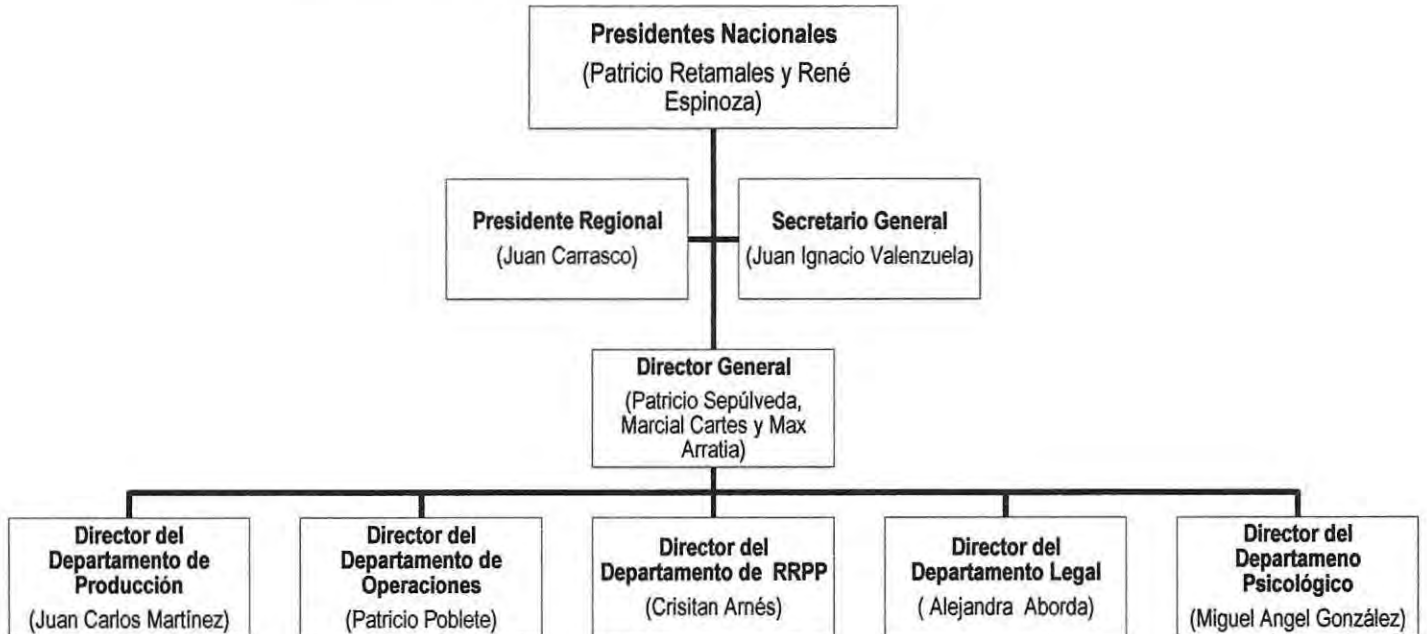 Presidentes Nacionales
(Patricio Retamales y René
Espinoza)
Presidente Regional
(Juan Carrasco)
Secretario General
(Juan Ignacio Valenzuela)
Director General
(Patricio Sepúlveda,
Marcial Cartes y Max
Arratia)
Director del
Departamento de
Producción
(Juan Carlos Martínez)
Director del
Departamento de
Operaciones
(Patricio Poblete)
Director del
Departamento de RRPP
(Crisitan Arnés)
Director del
Departamento Legal
( Alejandra Aborda)
Director del
Departameno
Psicológico
(Miguel Angel González)